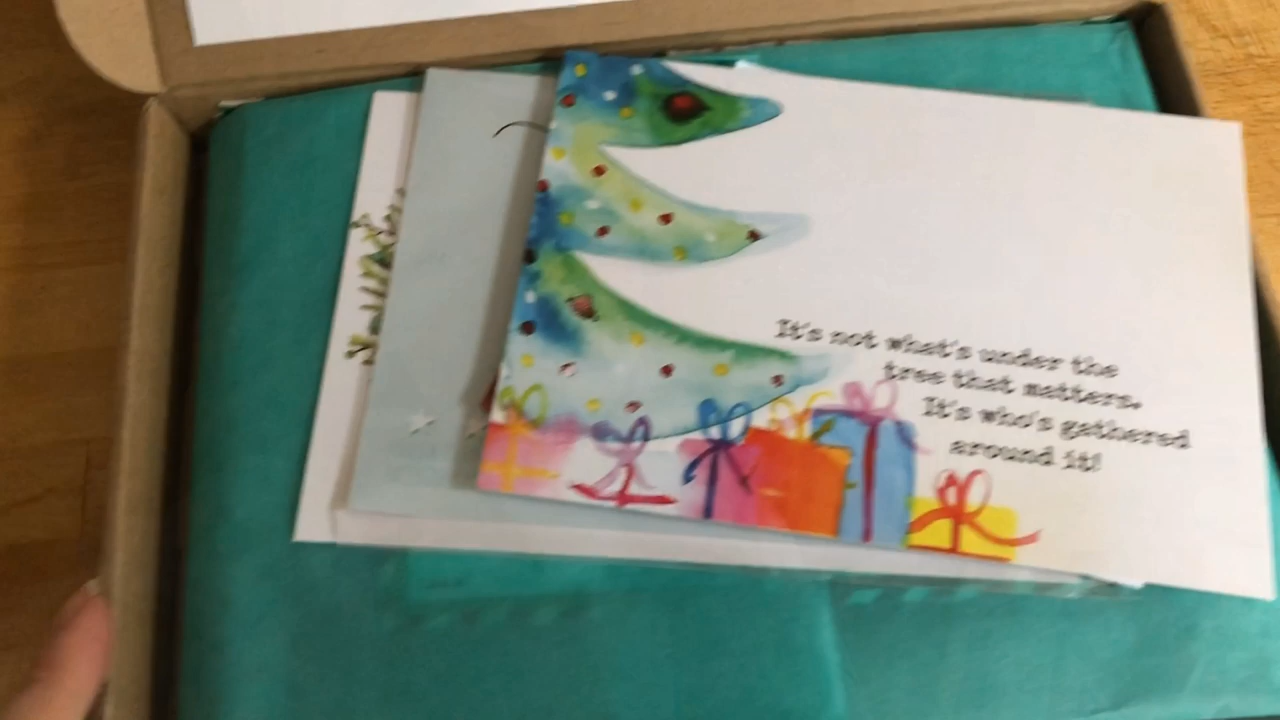 It's not what's under the
tree that matters.
It's who's gathered
around it!